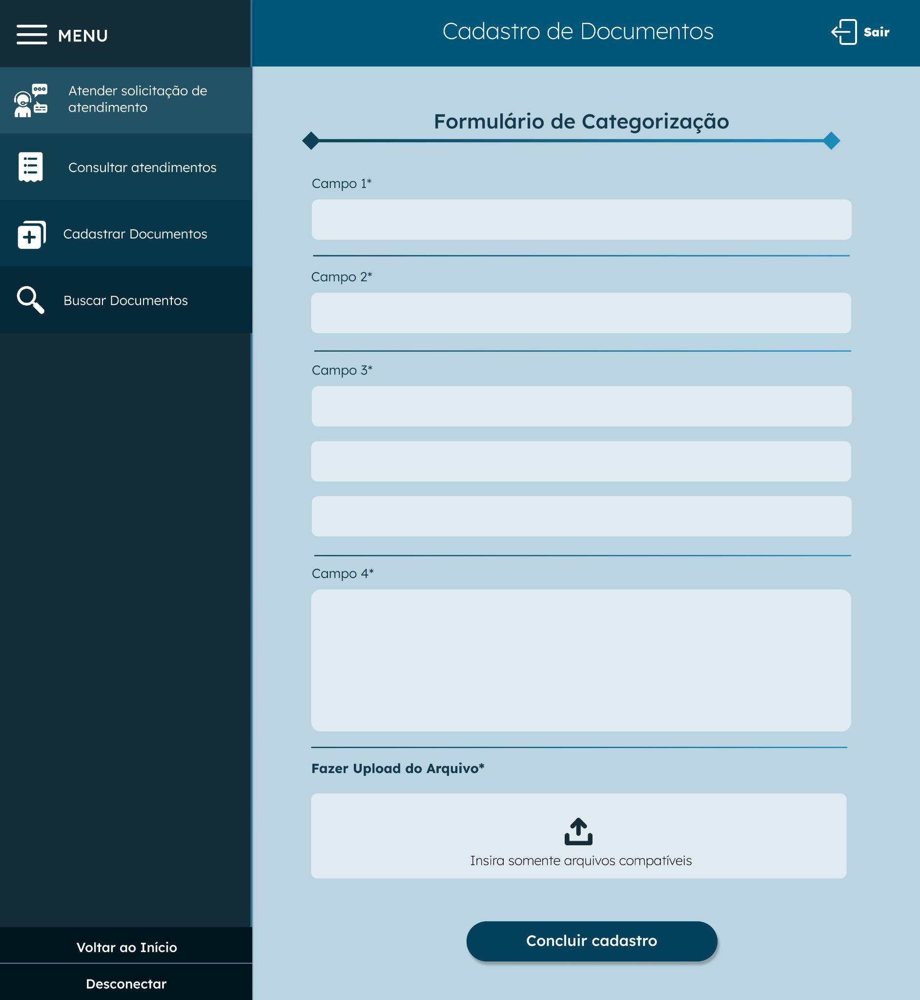 MENU
Atender solicitação de
atendimento
Consultar atendimentos
Cadastrar Documentos
Buscar Documentos
Voltar ao Início
Desconectar
Cadastro de Documentos
Sair
Formulário de Categorização
Campo 1*
Campo 2*
Campo 3*
Campo 4*
Fazer Upload do Arquivo*
Insira somente arquivos compatíveis
Concluir cadastro